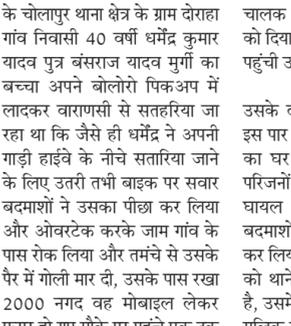 के चोलापुर थाना क्षेत्र के ग्राम दोराहा
गांव निवासी 40 वर्षी धर्मेंद्र कुमार
यादव पुत्र बंसराज यादव मुर्गी का
बच्चा अपने बोलोरो पिकअप में
लादकर वाराणसी से सतहरिया जा
रहा था कि जैसे ही धर्मेंद्र ने अपनी
गाड़ी हाईवे के नीचे सतारिया जाने
के लिए उतरी तभी बाइक पर सवार
बदमाशों ने उसका पीछा कर लिया
और ओवरटेक करके जाम गांव के
पास रोक लिया और तमंचे से उसके
पैर में गोली मार दी, उसके पास रखा
2000 नगद वह मोबाइल लेकर
चालक
को दिया
पहुंची
उसके
इस पार
का घर
परिजनों
घायल
बदमाशों
कर लिया
को थाने
है, उसमें